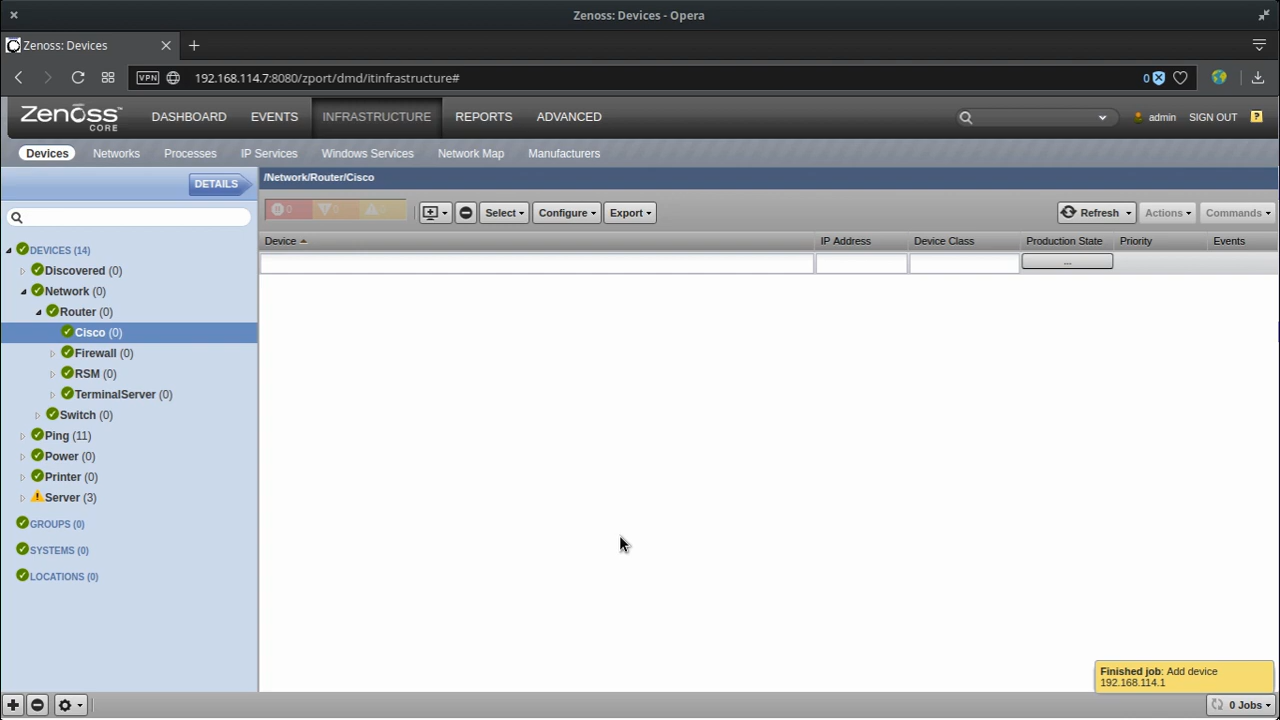 Zenoss: Devices - Opera
Zenoss: Devices
VPN 192.168.114.7:8080/zport/dmd/itinfrastructure# 0
Zenoss CORE DASHBOARD EVENTS INFRASTRUCTURE REPORTS ADVANCED admin SIGN OUT ?
Devices Networks Processes IP Services Windows Services Network Map Manufacturers
DETAILS
/Network/Router/Cisco
0 0 0 Select Configure Export Refresh Actions Commands
Device IP Address Device Class Production State Priority Events
...
DEVICES (14)
Discovered (0)
Network (0)
Router (0)
Cisco (0)
Firewall (0)
RSM (0)
TerminalServer (0)
Switch (0)
Ping (11)
Power (0)
Printer (0)
Server (3)
GROUPS (0)
SYSTEMS (0)
LOCATIONS (0)
Finished job: Add device
192.168.114.1
0 Jobs